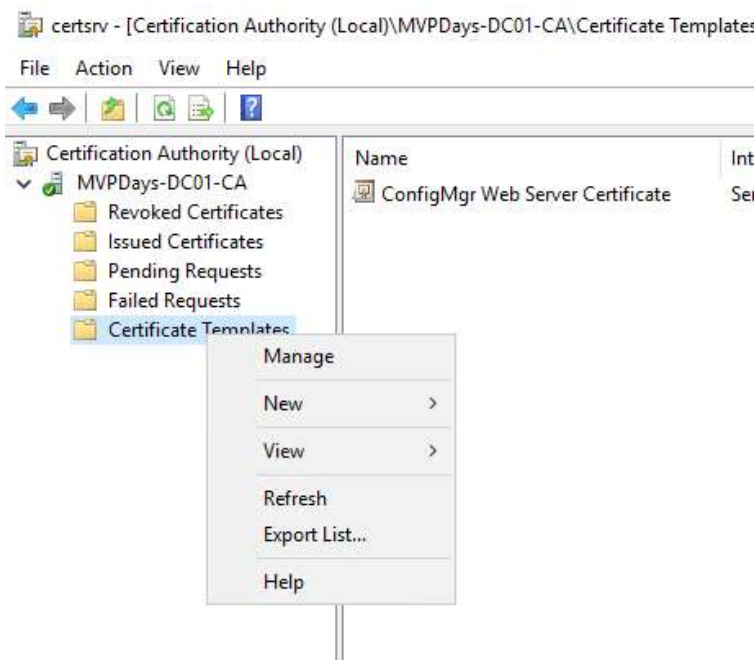 certsrv - [Certification Authority (Local)\MVPDays-DC01-CA\Certificate Templates
File Action View Help
Certification Authority (Local)
MVPDays-DC01-CA
Revoked Certificates
Issued Certificates
Pending Requests
Failed Requests
Certificate Templates
Name Int
ConfigMgr Web Server Certificate Ser
Manage
New
View
Refresh
Export List...
Help